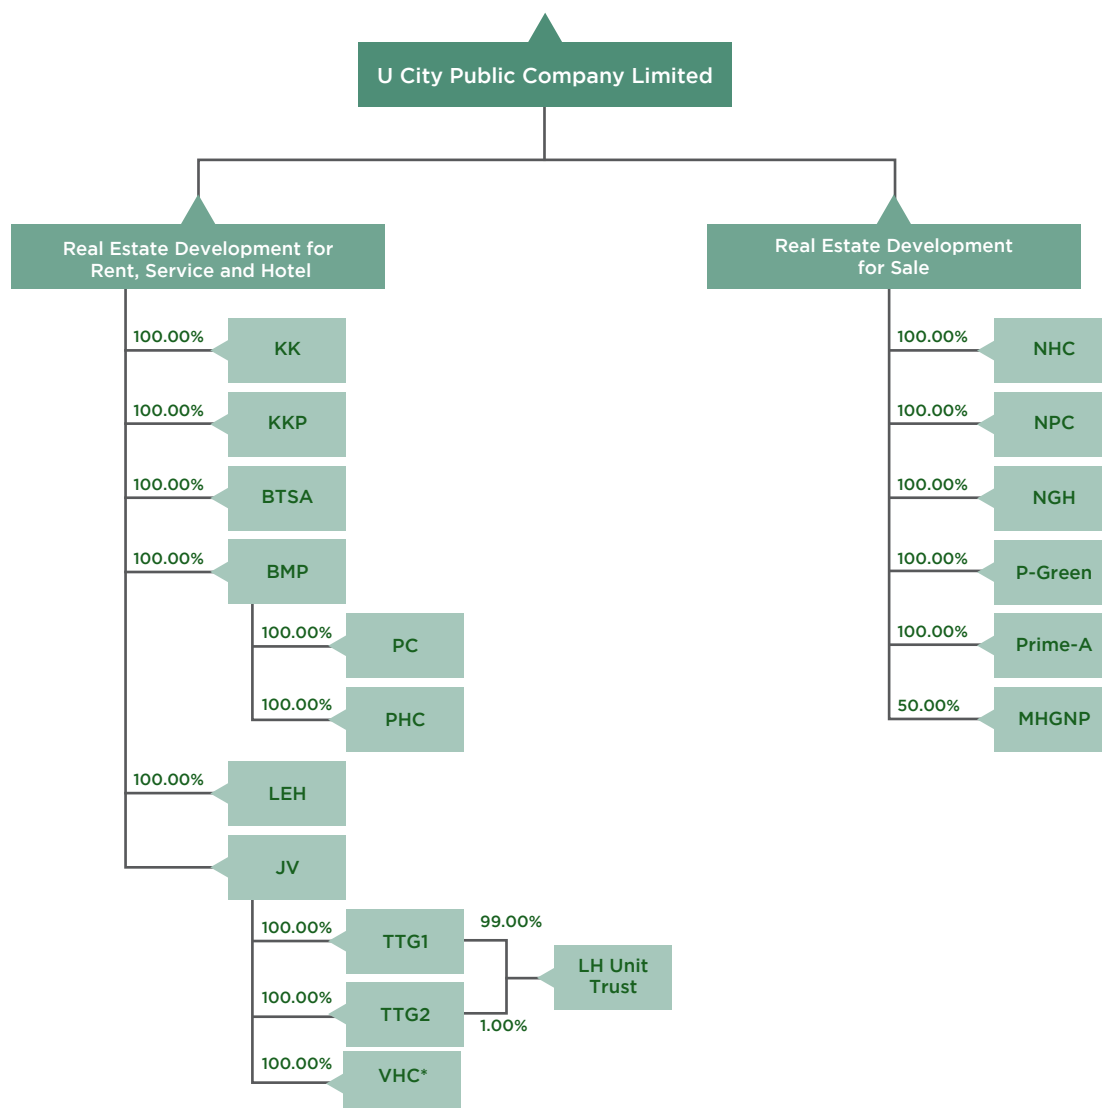 U City Public Company Limited
Real Estate Development for
Rent, Service and Hotel
100.00%
KK
100.00%
KKP
100.00%
BTSA
100.00%
BMP
100.00%
PC
100.00%
PHC
100.00%
LEH
JV
100.00%
TTG1
99.00%
100.00%
TTG2
1.00%
LH Unit
Trust
100.00%
VHC*
Real Estate Development
for Sale
100.00%
NHC
100.00%
NPC
100.00%
NGH
100.00%
P-Green
100.00%
Prime-A
50.00%
MHGNP